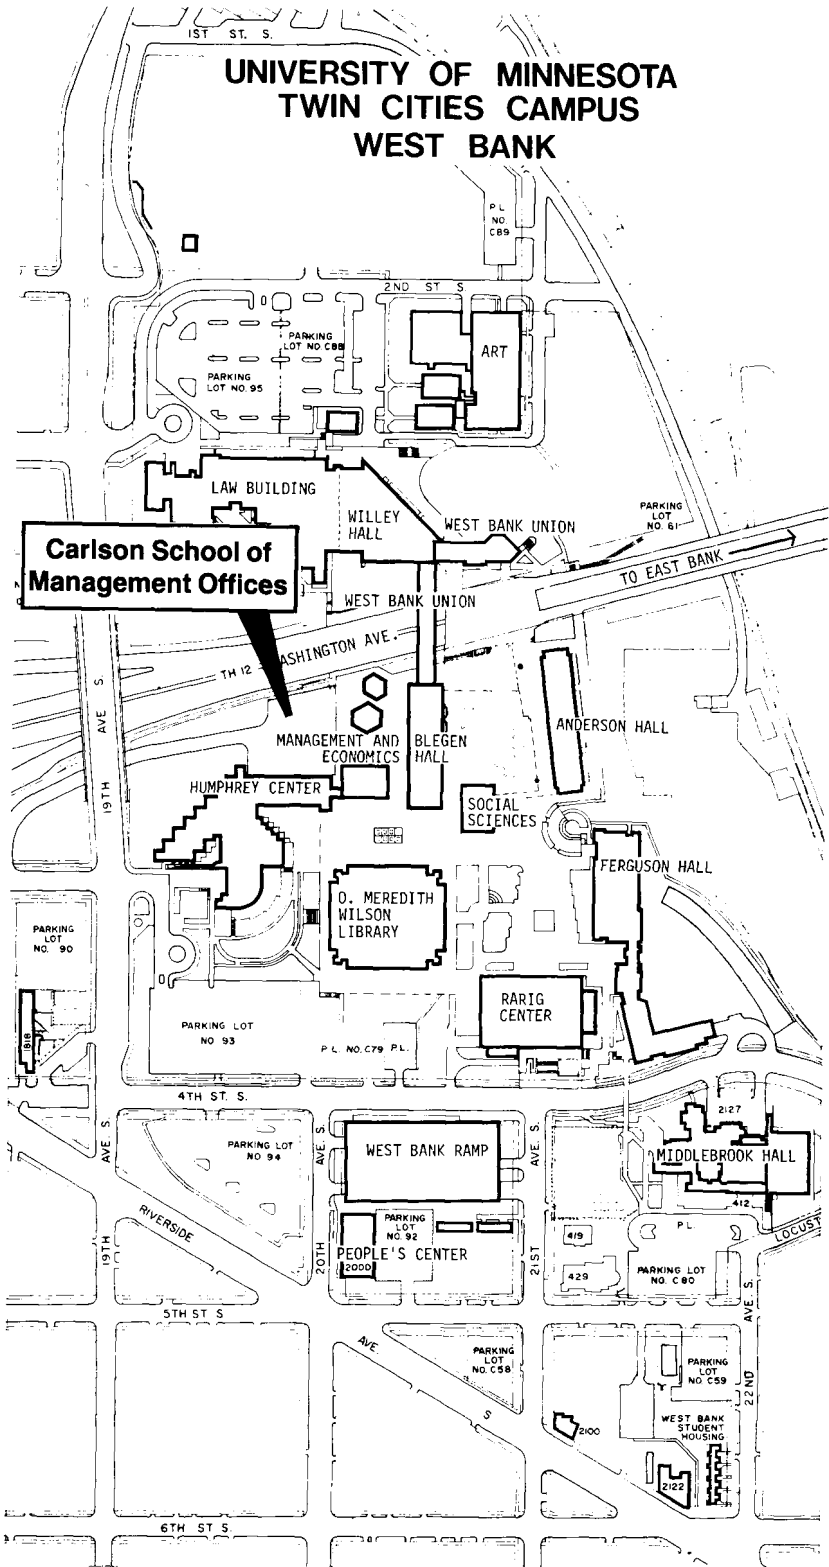 1ST ST. S.
UNIVERSITY OF MINNESOTA
TWIN CITIES CAMPUS
WEST BANK
P.L.
NO.
C89
2ND ST S.
PARKING
LOT NO. C88
ART
PARKING
LOT NO. 95
LAW BUILDING
WILLEY
HALL
WEST BANK UNION
PARKING
LOT
NO. 61
Carlson School of
Management Offices
TO EAST BANK
WEST BANK UNION
TH 12
ASHINGTON AVE.
19TH AVE S.
ANDERSON HALL
MANAGEMENT AND
ECONOMICS
BLEGEN
HALL
HUMPHREY CENTER
SOCIAL
SCIENCES
FERGUSON HALL
O. MEREDITH
WILSON
LIBRARY
PARKING
LOT
NO. 90
RARIG
CENTER
1818
PARKING LOT
NO 93
P L. NO. C79
P L.
4TH ST. S.
2127
19TH AVE. S.
PARKING LOT
NO 94
20TH AVE. S.
WEST BANK RAMP
21ST AVE. S.
MIDDLEBROOK HALL
412
RIVERSIDE
PARKING
LOT
NO. 92
P L.
LOCUST
PEOPLE'S CENTER
2000
419
429
PARKING LOT
NO. C80
22ND AVE. S.
5TH ST S
AVE.
S
PARKING
LOT
NO. C58
PARKING
LOT
NO C59
WEST BANK
STUDENT
HOUSING
2100
2122
6TH ST S.